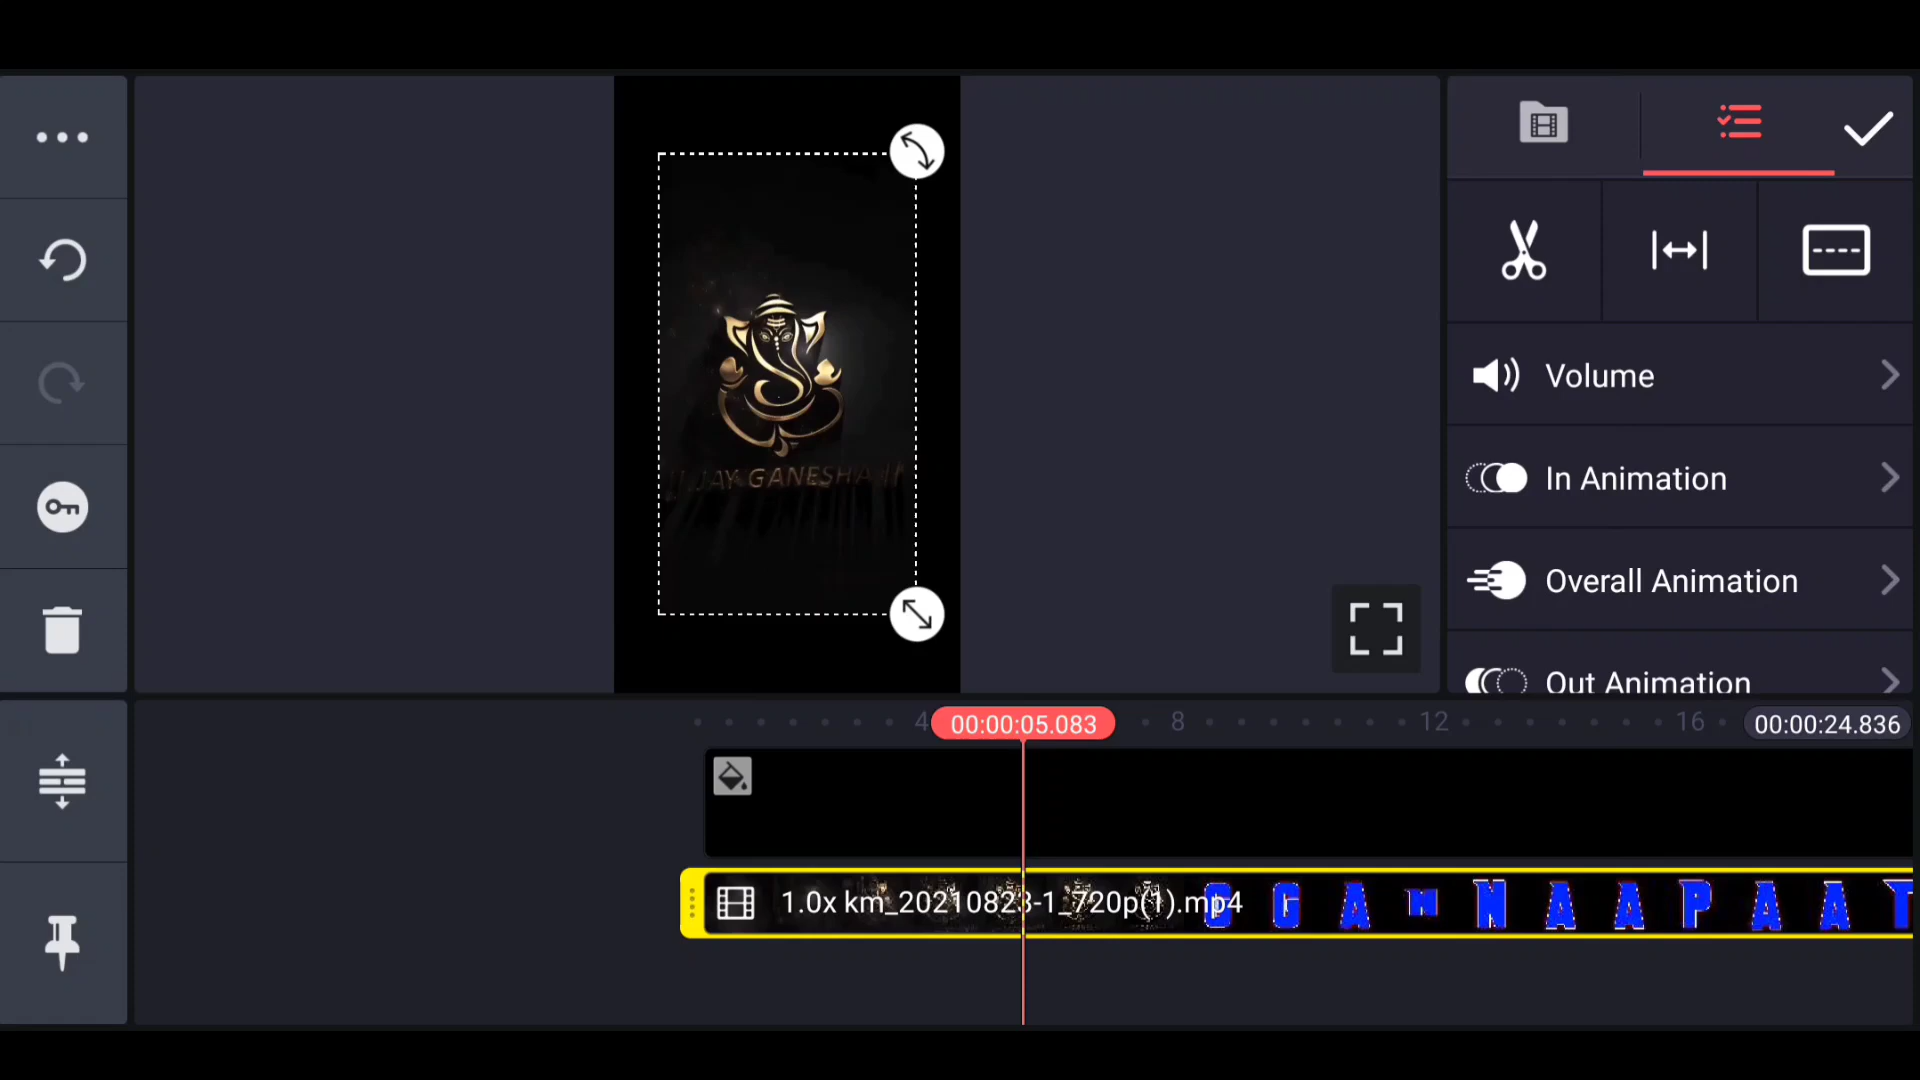 Volume
In Animation
Overall Animation
Out Animation
JAY GANESHA
4
00:00:05.083
8
12
16
00:00:24.836
1.0x km_20210823-1_720p(1).mp4
G G A N N A A P A A T